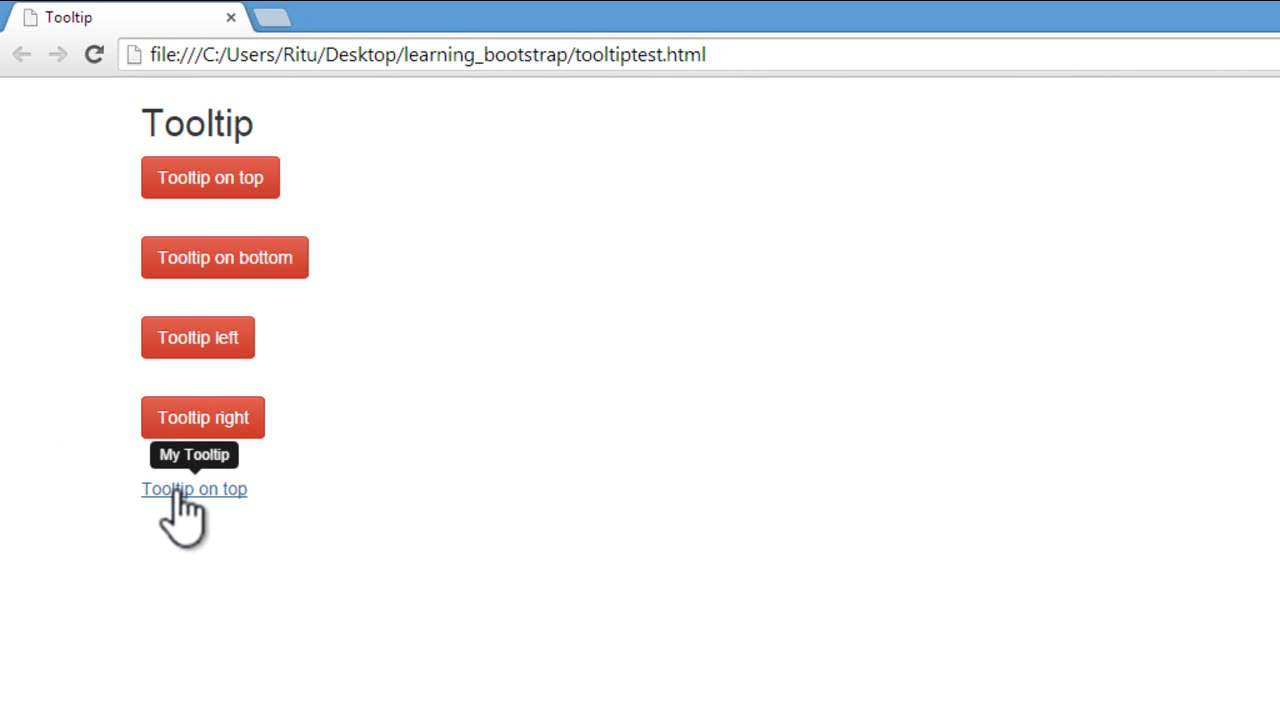 Tooltip
file:///C:/Users/Ritu/Desktop/learning_bootstrap/tooltiptest.html
Tooltip
Tooltip on top
Tooltip on bottom
Tooltip left
Tooltip right
My Tooltip
Tooltip on top